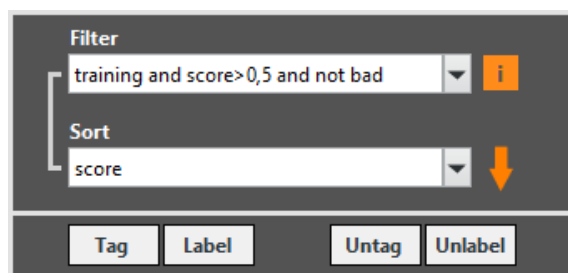 Filter
training and score>0,5 and not bad
i
Sort
score
Tag Label Untag Unlabel